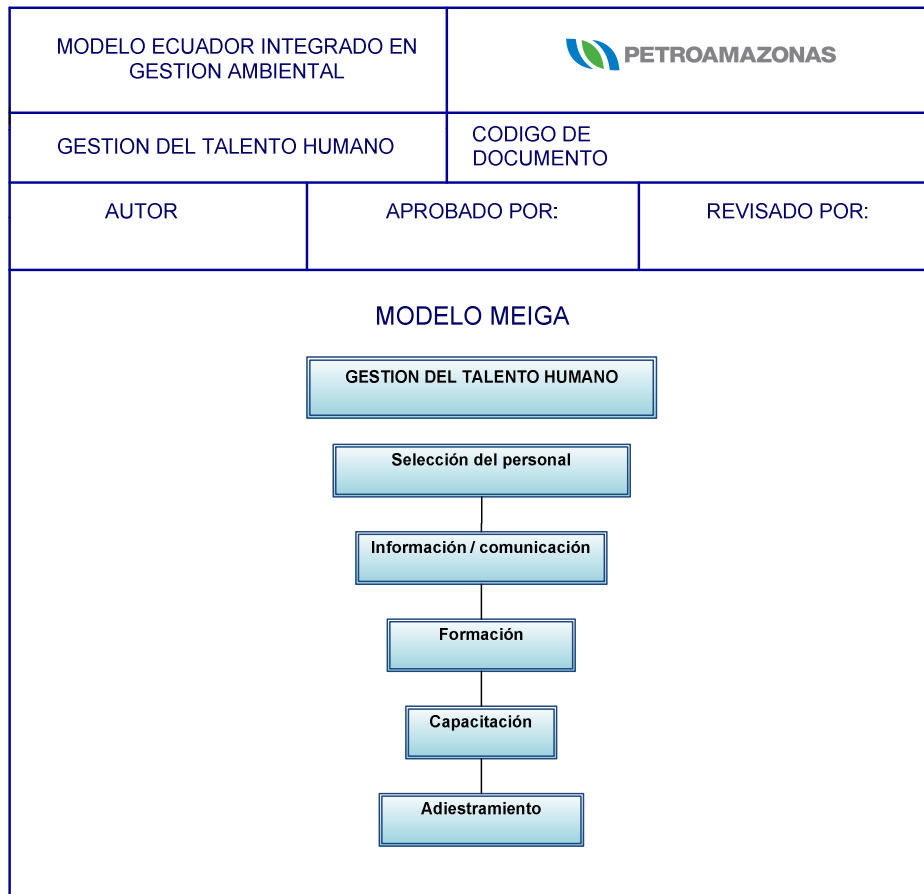 MODELO ECUADOR INTEGRADO EN
GESTION AMBIENTAL
PETROAMAZONAS
GESTION DEL TALENTO HUMANO
CODIGO DE
DOCUMENTO
AUTOR
APROBADO POR:
REVISADO POR:
MODELO MEIGA
GESTION DEL TALENTO HUMANO
Selección del personal
Información / comunicación
Formación
Capacitación
Adiestramiento